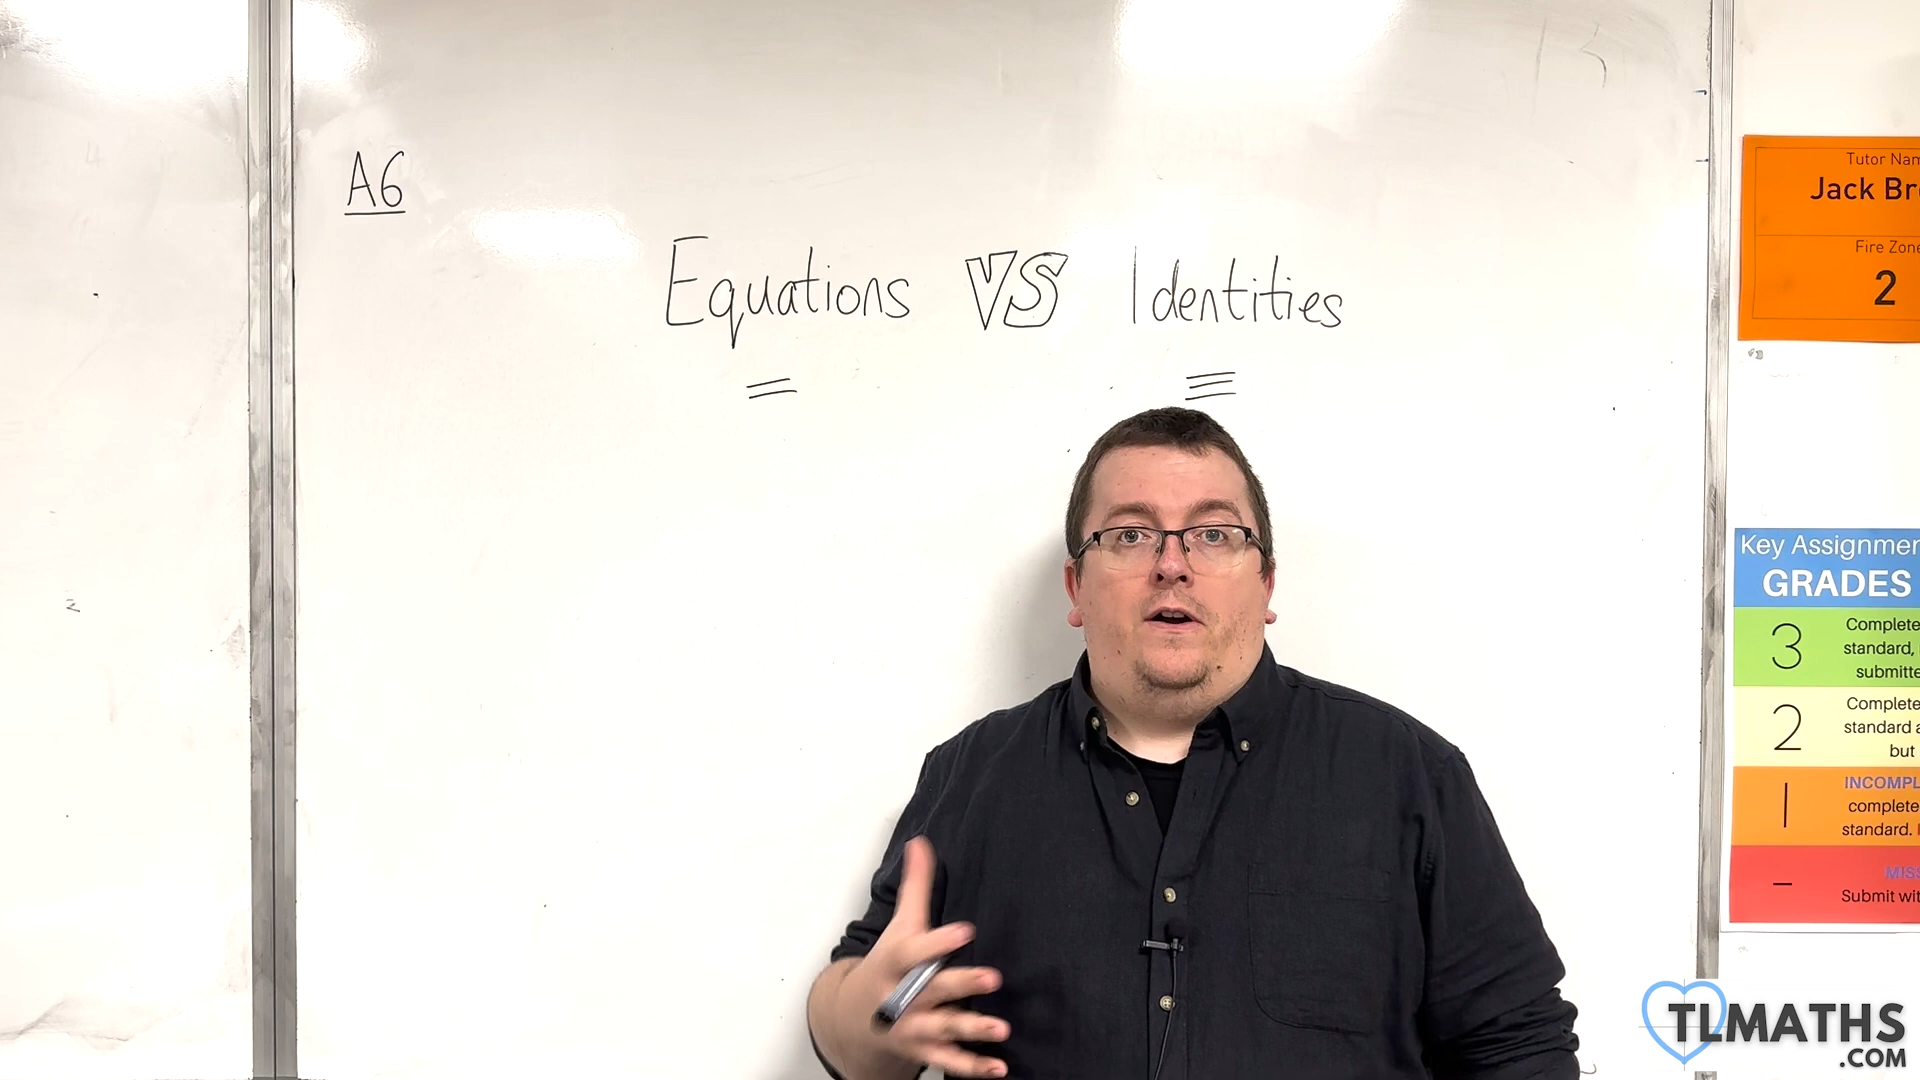 A6
Equations VS Identities
= ≡
Tutor Nam
Jack Br
Fire Zone
2
Key Assignmen
GRADES
3
Complete
standard,
submitte
2
Complete
standard a
but
1
INCOMPL
complete
standard. I
–
MISS
Submit wit
TLMATHS
.COM